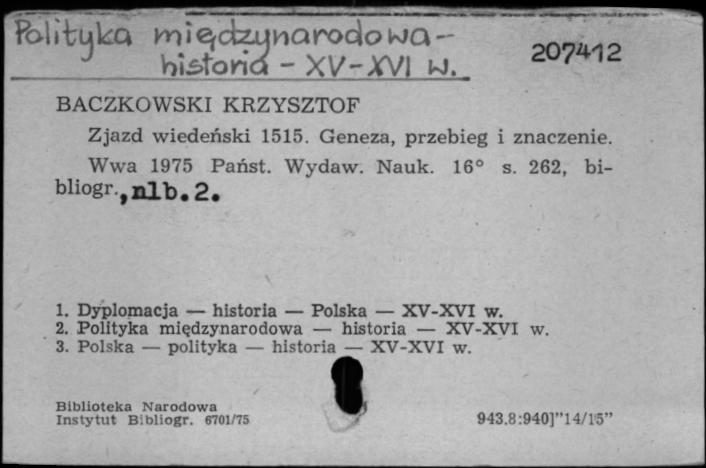 Polityka międzynarodowa-
historia - XV-XVI w.
207412
BACZKOWSKI KRZYSZTOF
Zjazd wiedeński 1515. Geneza, przebieg i znaczenie.
Wwa 1975 Państ. Wydaw. Nauk. 16° s. 262, bi-
bliogr., nlb. 2.
1. Dyplomacja — historia — Polska — XV-XVI w.
2. Polityka międzynarodowa — historia — XV-XVI w.
3. Polska — polityka — historia — XV-XVI w.
Biblioteka Narodowa
Instytut Bibliogr. 6701/75
943.8:940]"14/15"